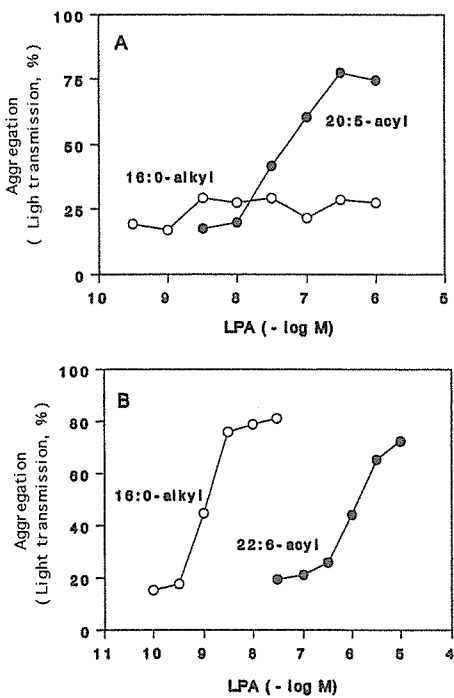 100
A
75
50
25
0
Aggregation
( Ligh transmission, %)
20:5-acyl
16:0-alkyl
10 9 8 7 6 5
LPA (- log M)
100
B
80
60
40
20
0
Aggregation
( Light transmission, %)
16:0-alkyl
22:6-acyl
11 10 9 8 7 6 5 4
LPA (- log M)